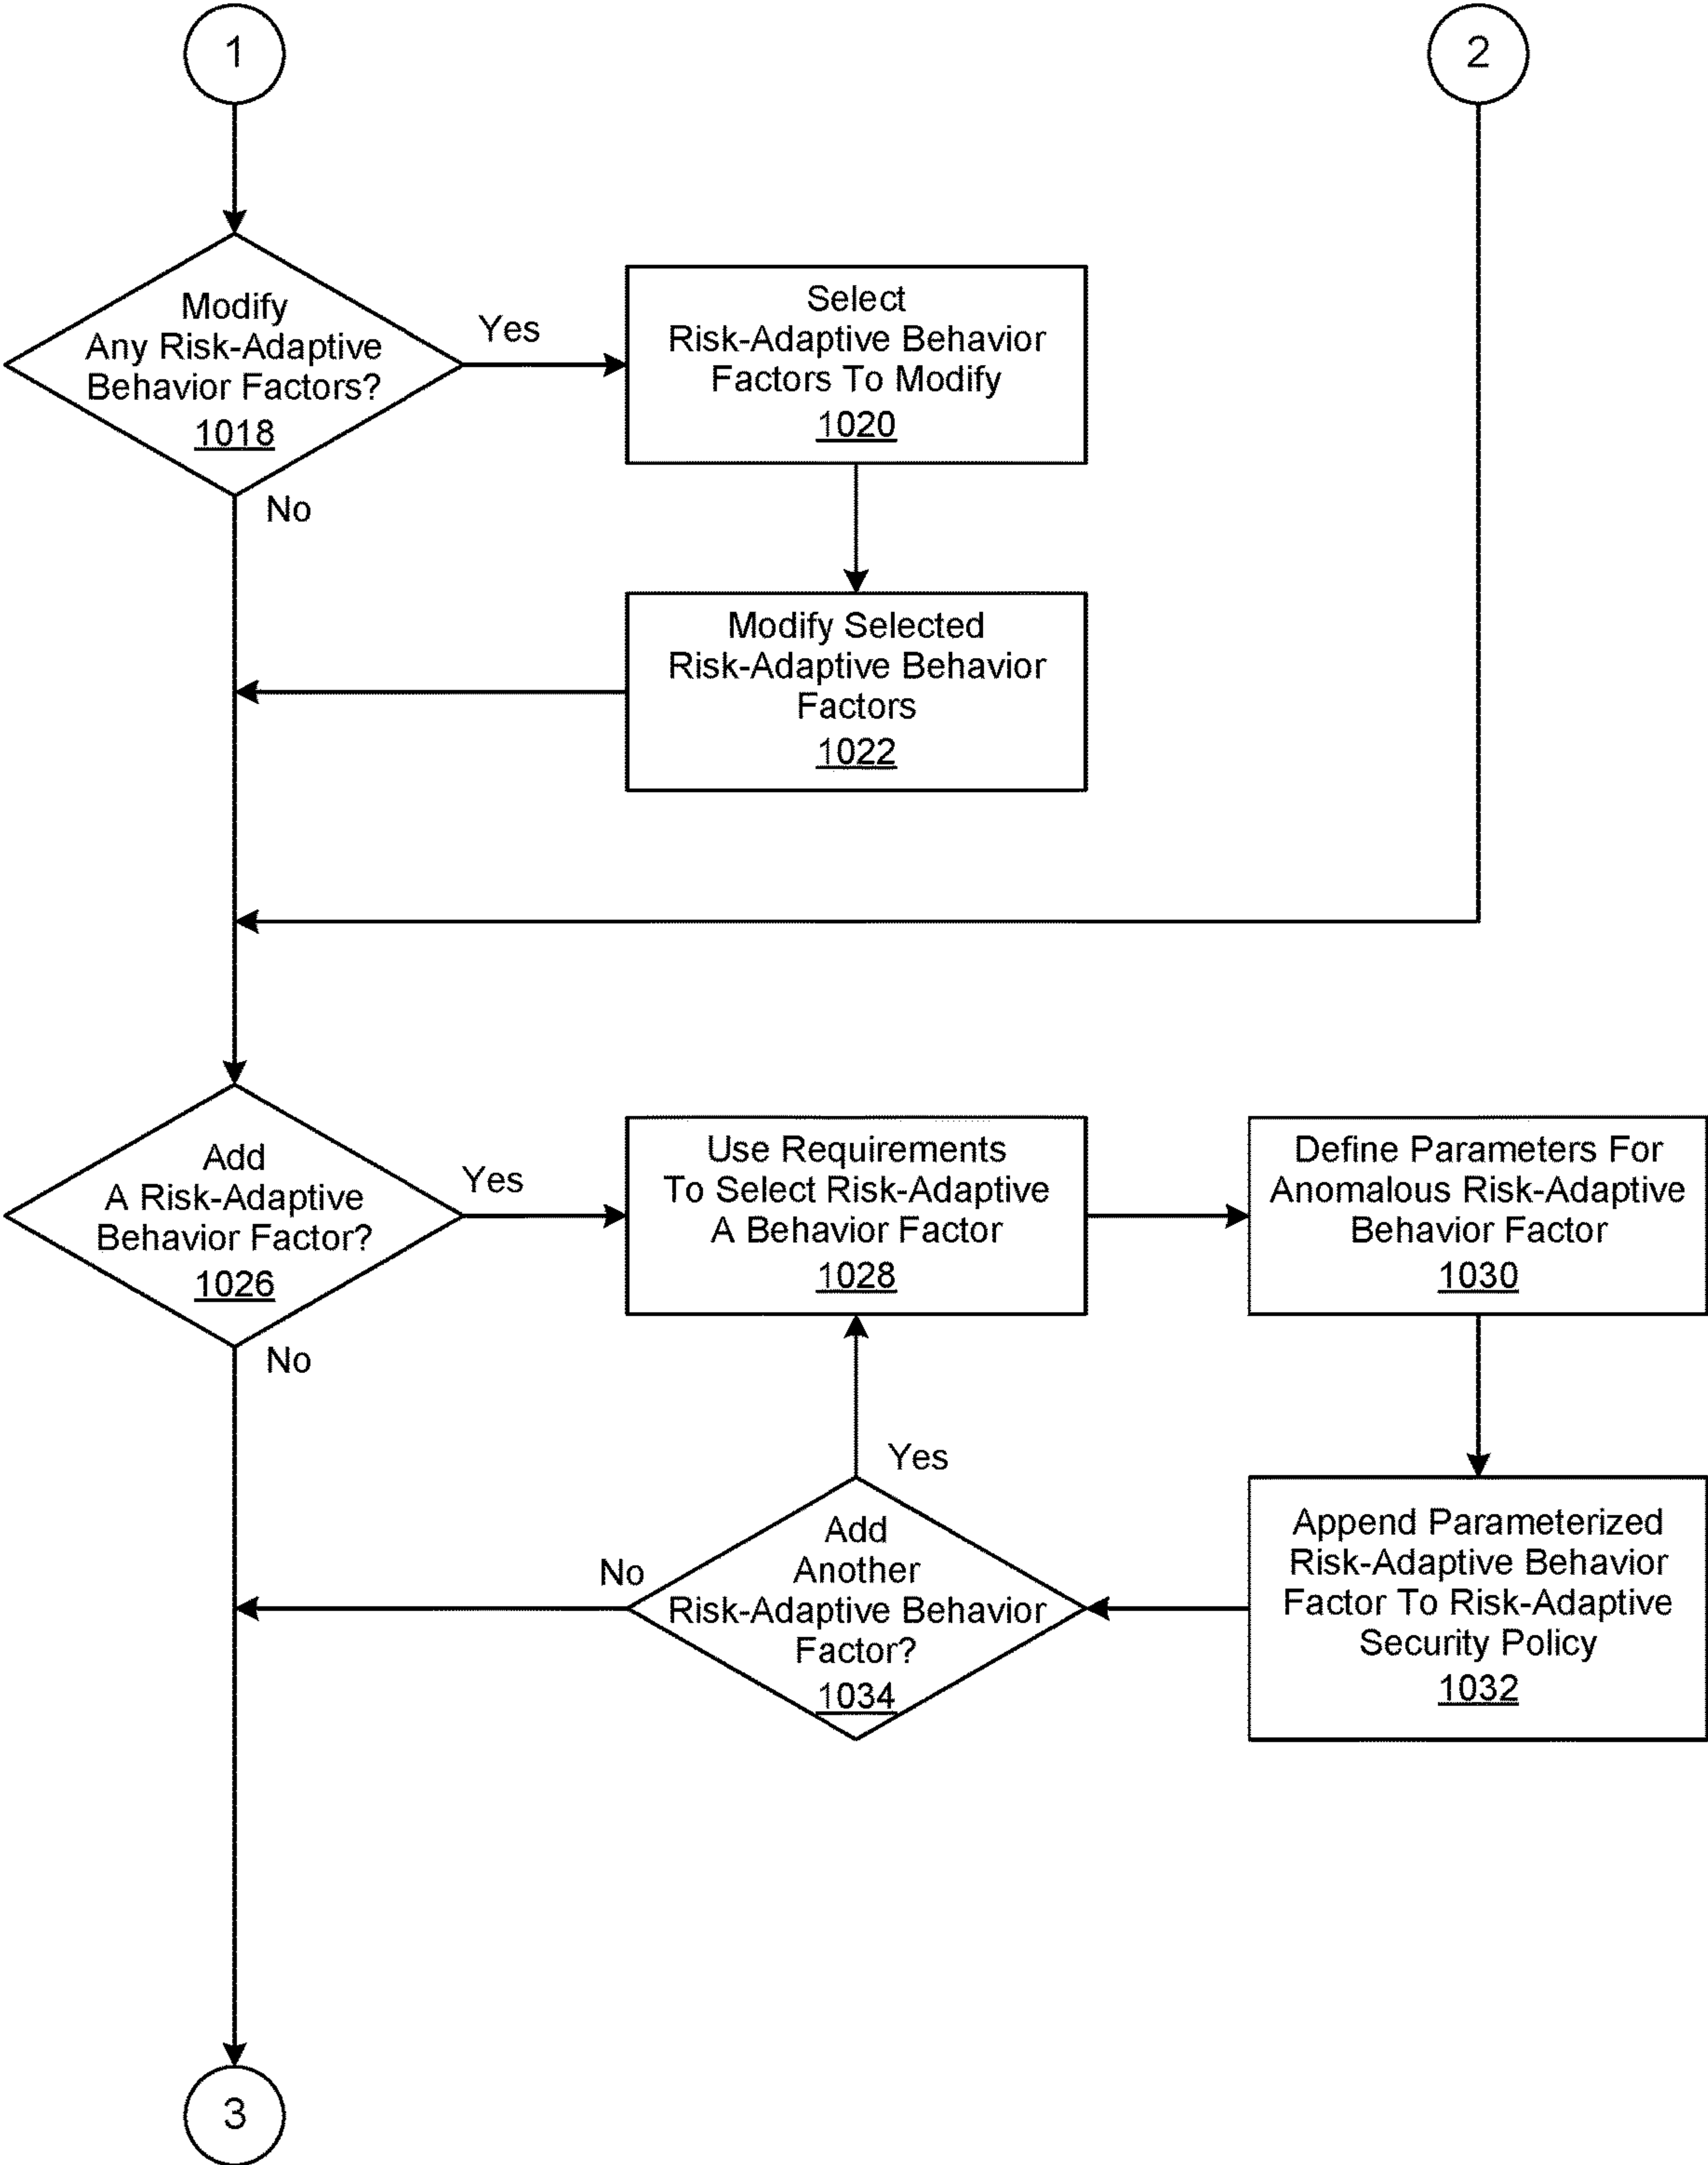 1
2
Modify
Any Risk-Adaptive
Behavior Factors?
1018
Yes
No
Select
Risk-Adaptive Behavior
Factors To Modify
1020
Modify Selected
Risk-Adaptive Behavior
Factors
1022
Add
A Risk-Adaptive
Behavior Factor?
1026
Yes
No
Use Requirements
To Select Risk-Adaptive
A Behavior Factor
1028
Define Parameters For
Anomalous Risk-Adaptive
Behavior Factor
1030
Append Parameterized
Risk-Adaptive Behavior
Factor To Risk-Adaptive
Security Policy
1032
Yes
No
Add
Another
Risk-Adaptive Behavior
Factor?
1034
3